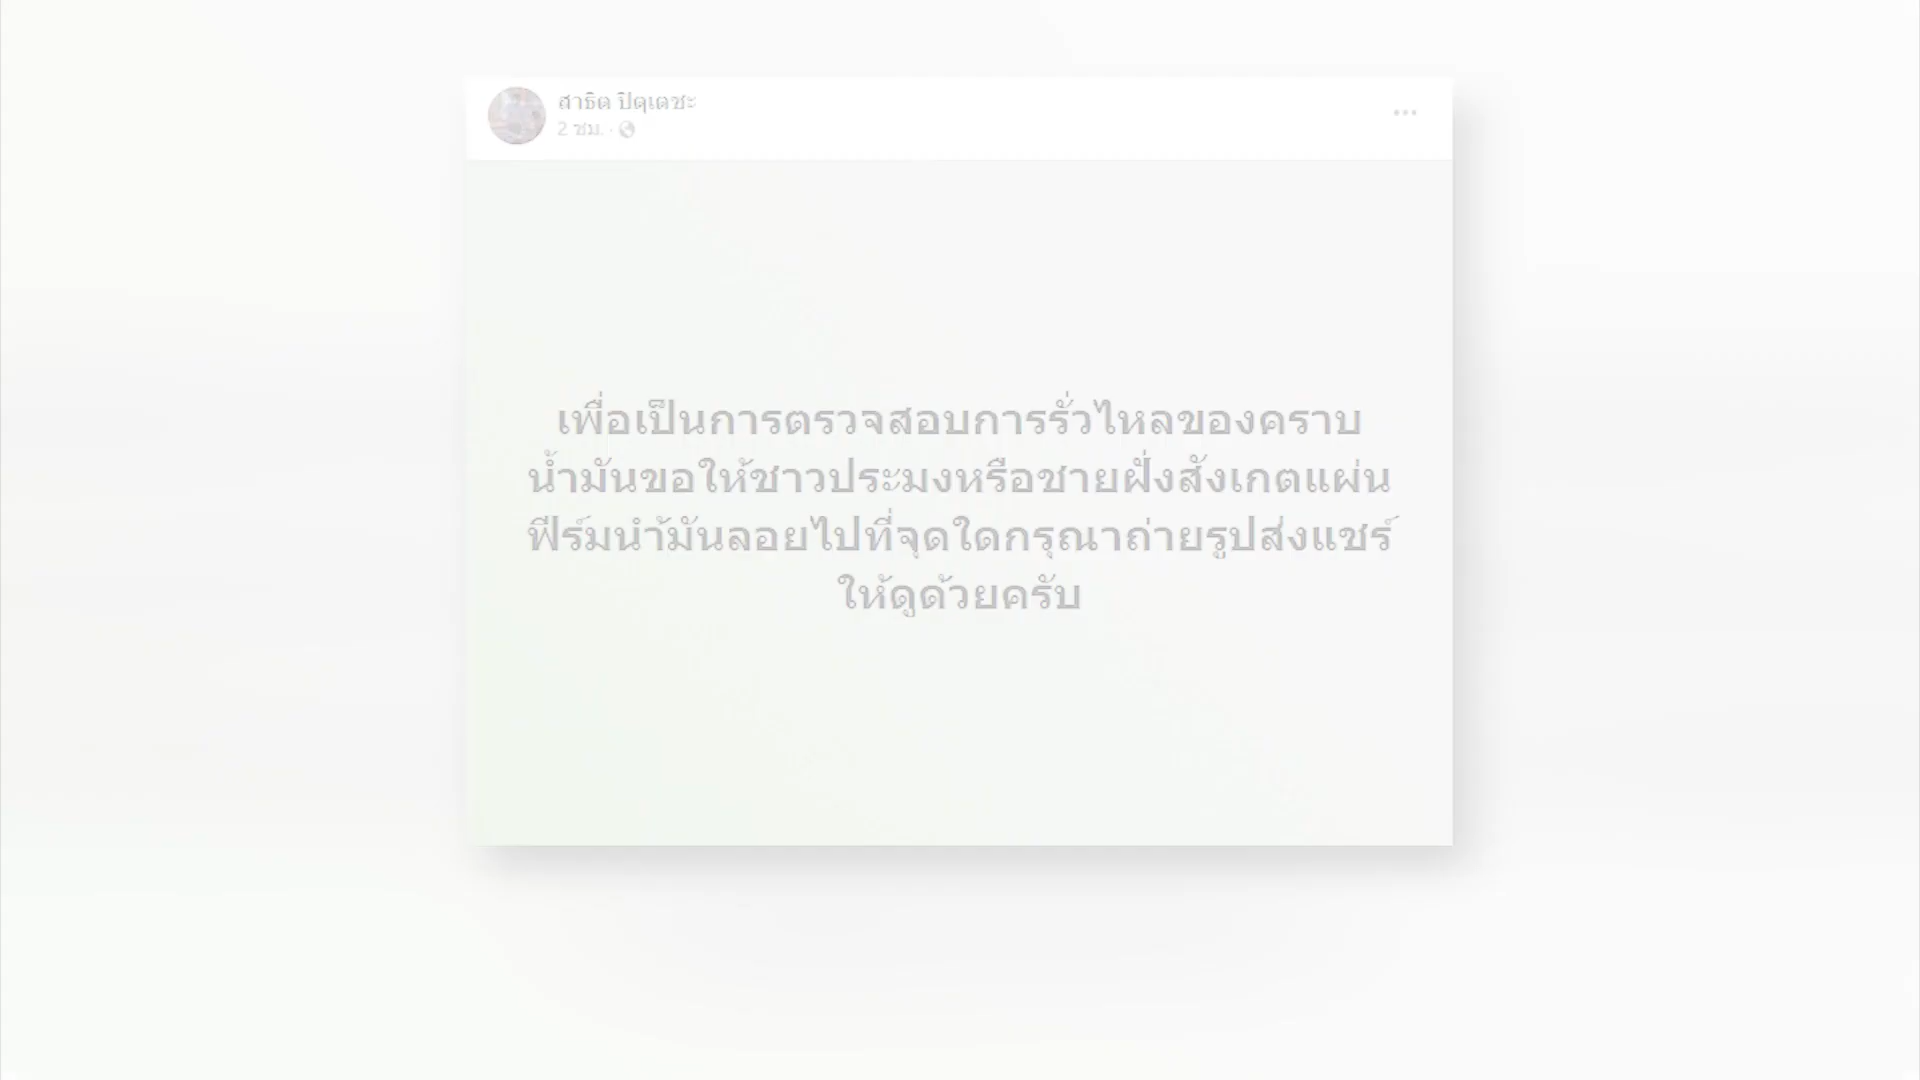 สาธิต ปิตุเตชะ
2 ชม. ·
เพื่อเป็นการตรวจสอบการรั่วไหลของคราบ
น้ำมันขอให้ชาวประมงหรือชายฝั่งสังเกตแผ่น
ฟีร์มนำ้มันลอยไปที่จุดใดกรุณาถ่ายรูปส่งแชร์
ให้ดูด้วยครับ